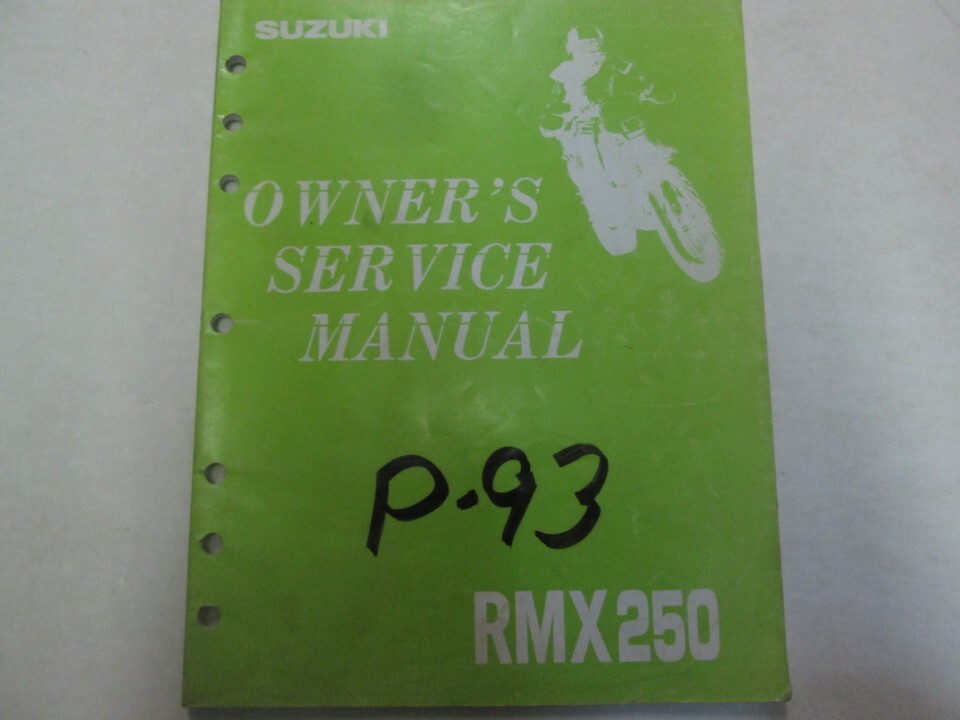 SUZUKI
OWNER'S
SERVICE
MANUAL
P-93
RMX250